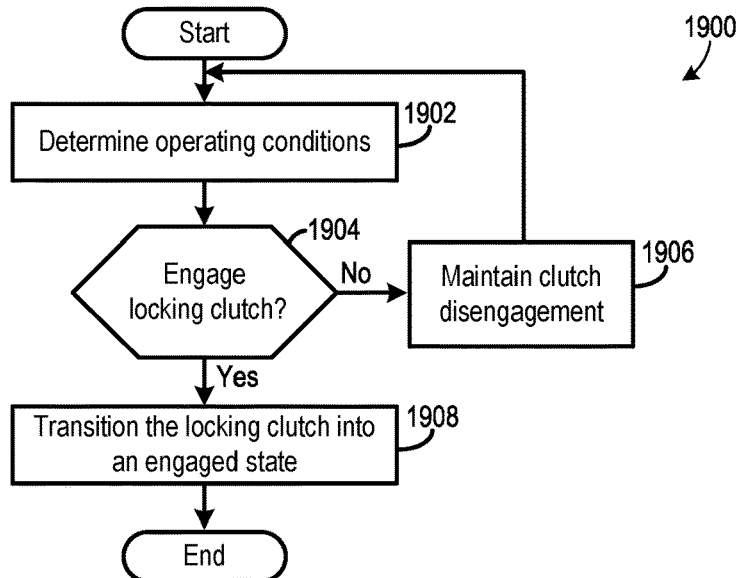 Start
1900
1902
Determine operating conditions
1904
Engage
locking clutch?
No
1906
Maintain clutch
disengagement
Yes
1908
Transition the locking clutch into
an engaged state
End